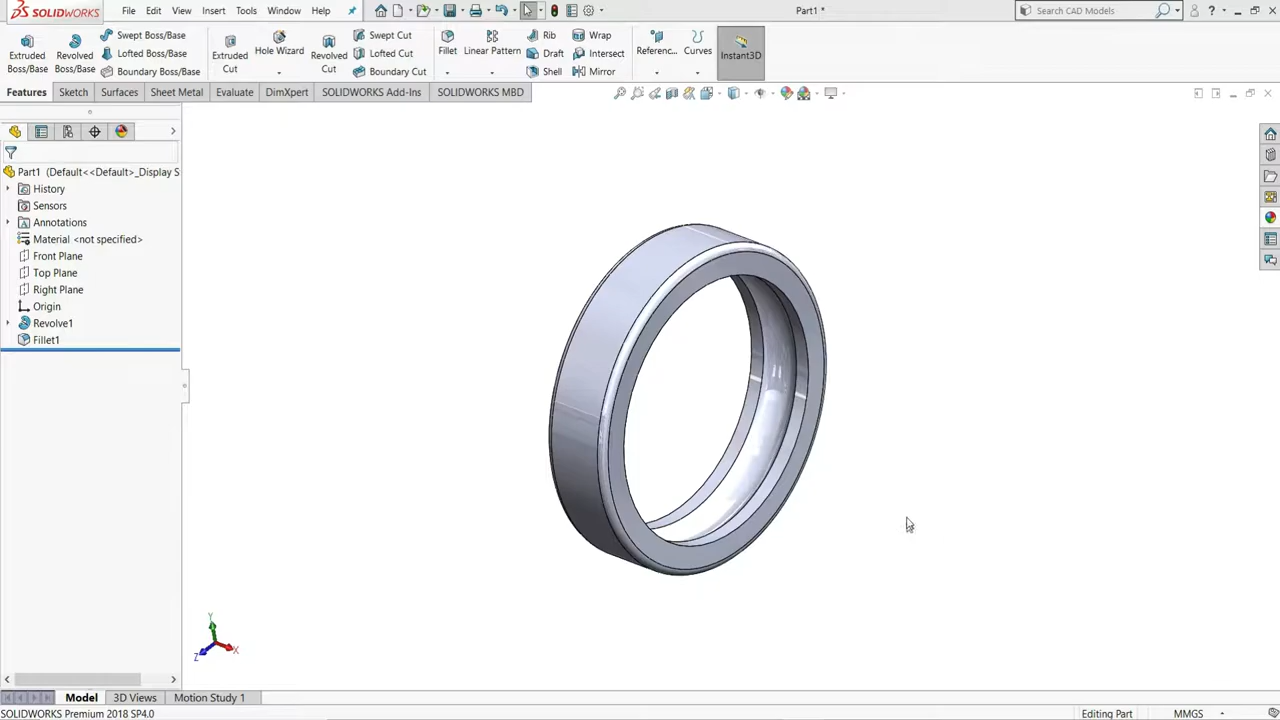 SOLIDWORKS File Edit View Insert Tools Window Help Part1 * Search CAD Models ?
Extruded Boss/Base
Revolved Boss/Base
Swept Boss/Base
Lofted Boss/Base
Boundary Boss/Base
Extruded Cut
Hole Wizard
Revolved Cut
Swept Cut
Lofted Cut
Boundary Cut
Fillet
Linear Pattern
Rib
Draft
Shell
Wrap
Intersect
Mirror
Referenc...
Curves
Instant3D
Features Sketch Surfaces Sheet Metal Evaluate DimXpert SOLIDWORKS Add-Ins SOLIDWORKS MBD
Part1 (Default<<Default>_Display S
History
Sensors
Annotations
Material <not specified>
Front Plane
Top Plane
Right Plane
Origin
Revolve1
Fillet1
Y
Z X
Model 3D Views Motion Study 1
SOLIDWORKS Premium 2018 SP4.0 Editing Part MMGS